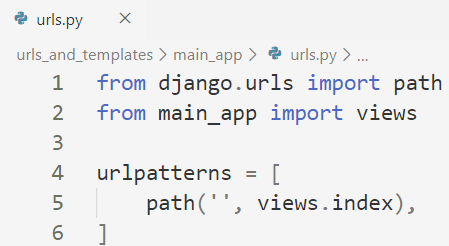 urls.py ×
urls_and_templates > main_app > urls.py > ...
1 from django.urls import path
2 from main_app import views
3
4 urlpatterns = [
5     path('', views.index),
6 ]